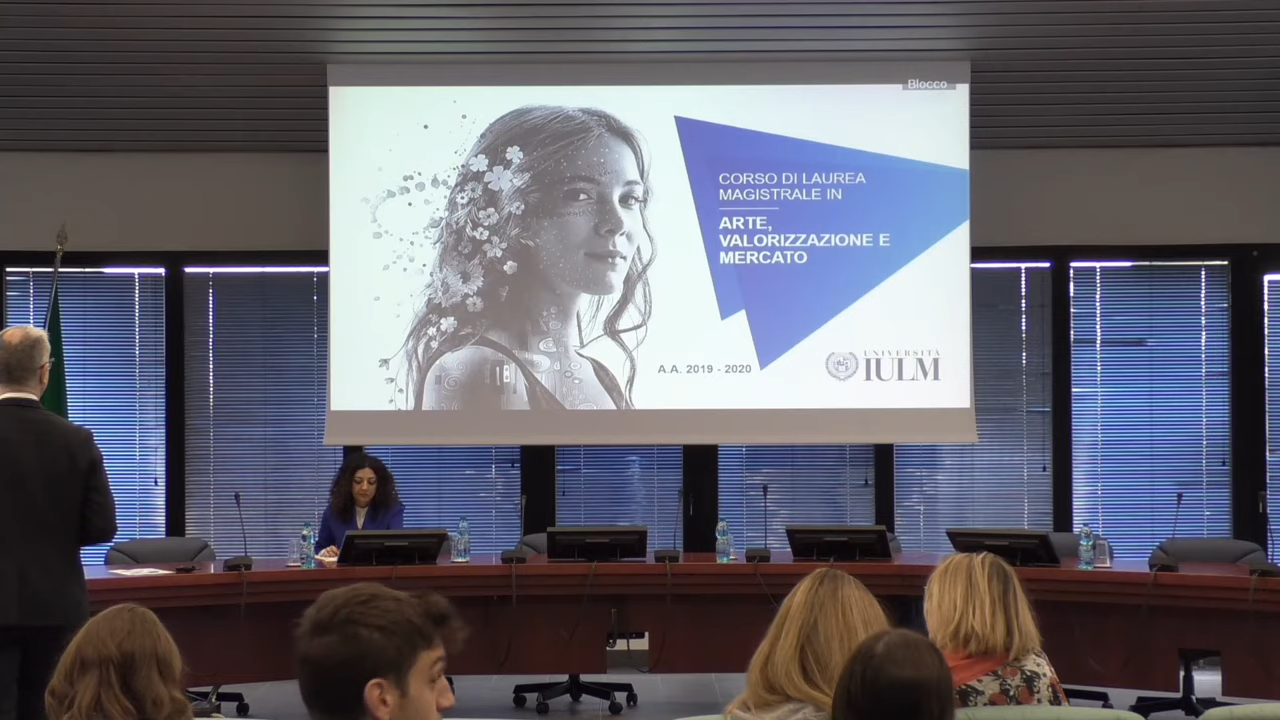 Blocco
CORSO DI LAUREA
MAGISTRALE IN
ARTE,
VALORIZZAZIONE E
MERCATO
A.A. 2019 - 2020
UNIVERSITÀ
IULM